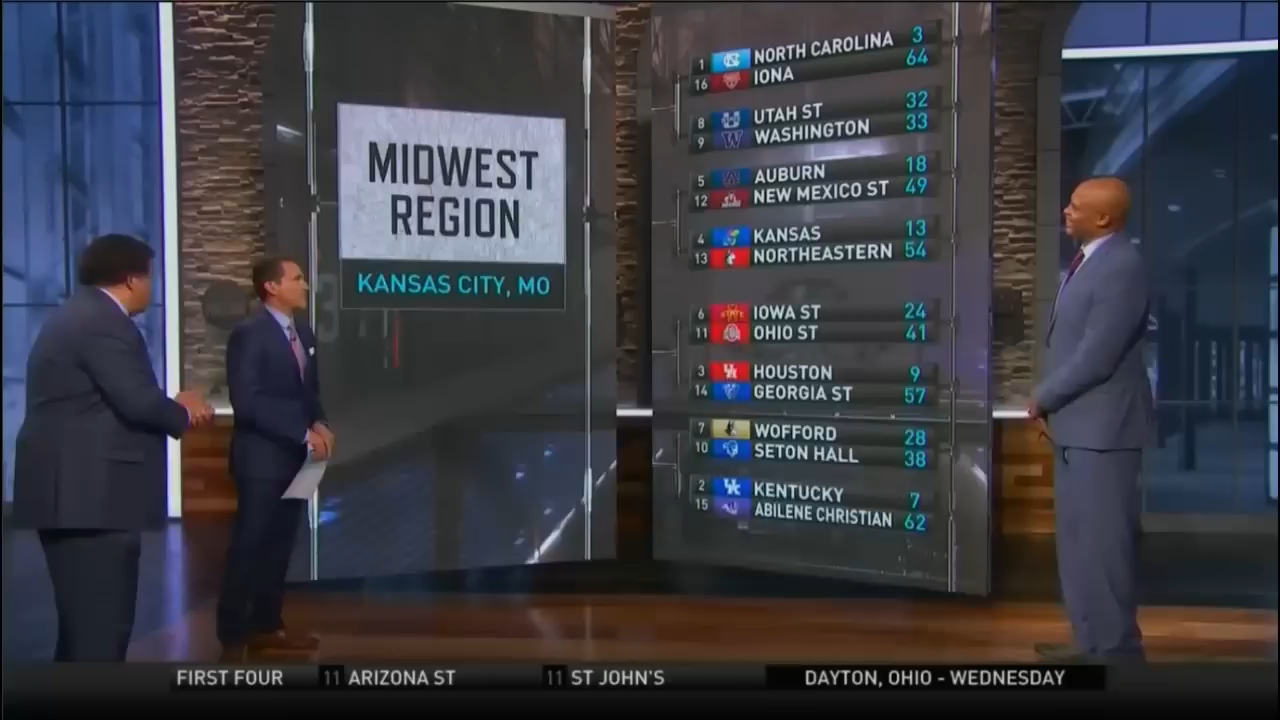 MIDWEST
REGION
KANSAS CITY, MO
1 NORTH CAROLINA 3
16 IONA 64
8 UTAH ST 32
9 W WASHINGTON 33
5 AUBURN 18
12 NEW MEXICO ST 49
4 KANSAS 13
13 NORTHEASTERN 54
6 STATE IOWA ST 24
11 OHIO ST 41
3 HOUSTON 9
14 GEORGIA ST 57
7 WOFFORD 28
10 SETON HALL 38
2 KENTUCKY 7
15 ABILENE CHRISTIAN 62
FIRST FOUR 11 ARIZONA ST 11 ST JOHN'S DAYTON, OHIO - WEDNESDAY